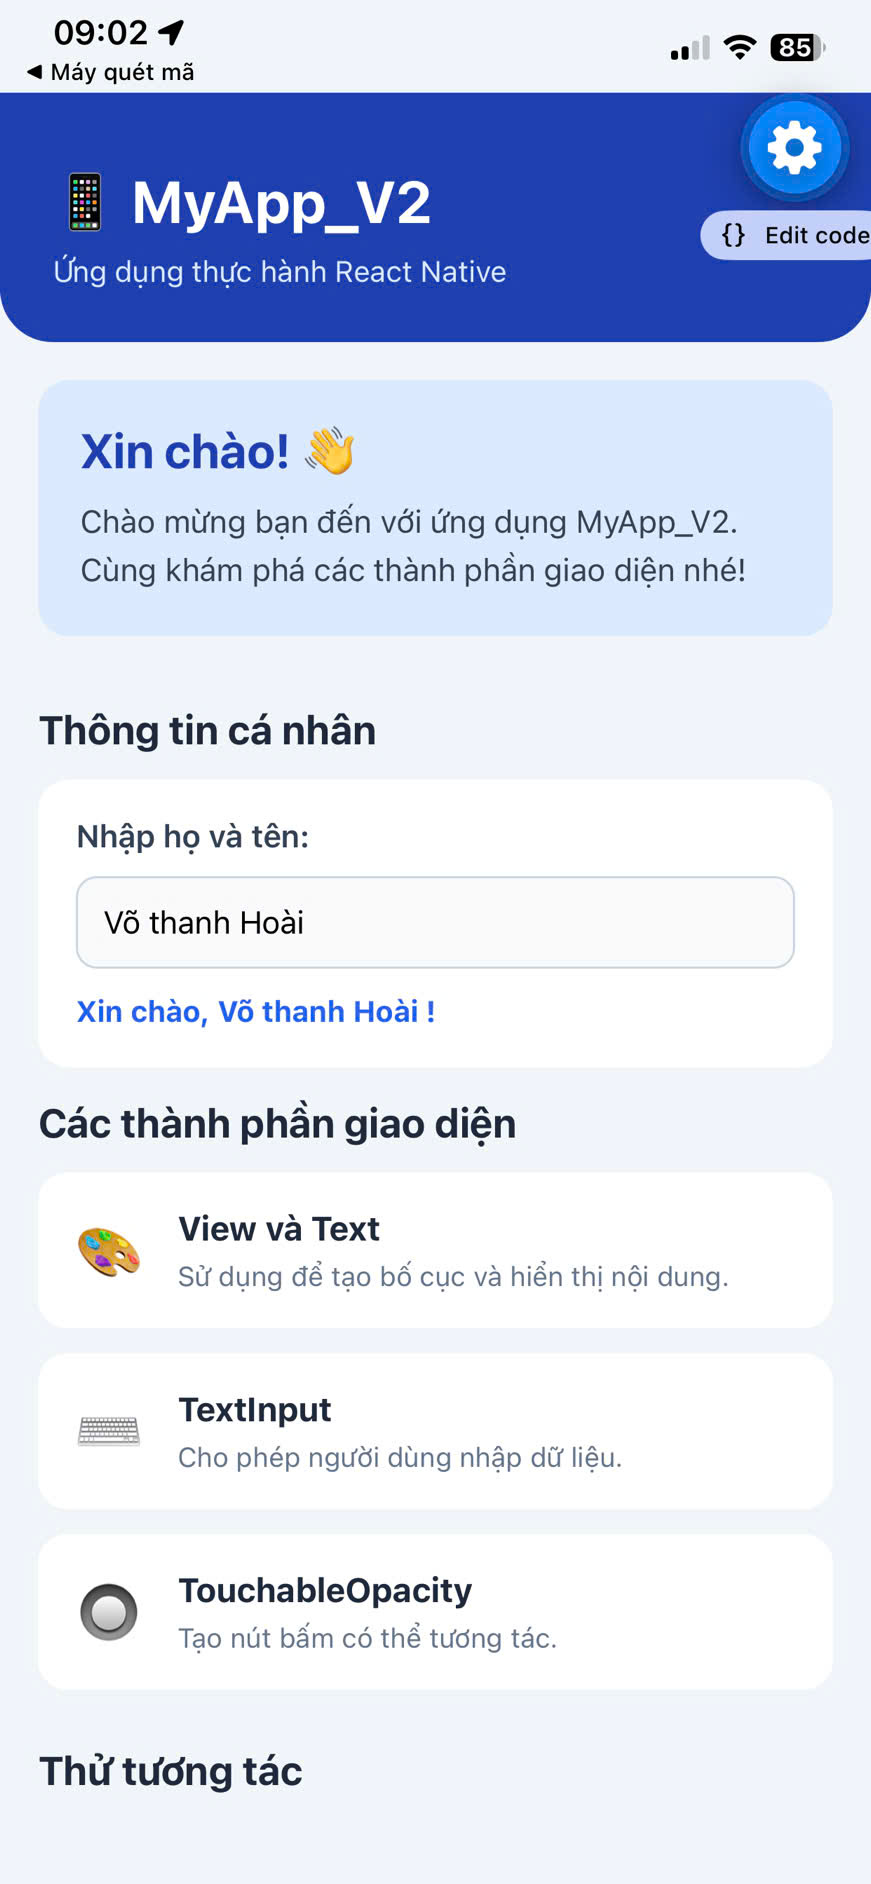 09:02
◀ Máy quét mã
85
📱 MyApp_V2
Ứng dụng thực hành React Native
{} Edit code
Xin chào! 👋
Chào mừng bạn đến với ứng dụng MyApp_V2.
Cùng khám phá các thành phần giao diện nhé!
Thông tin cá nhân
Nhập họ và tên:
Võ thanh Hoài
Xin chào, Võ thanh Hoài !
Các thành phần giao diện
View và Text
Sử dụng để tạo bố cục và hiển thị nội dung.
TextInput
Cho phép người dùng nhập dữ liệu.
TouchableOpacity
Tạo nút bấm có thể tương tác.
Thử tương tác